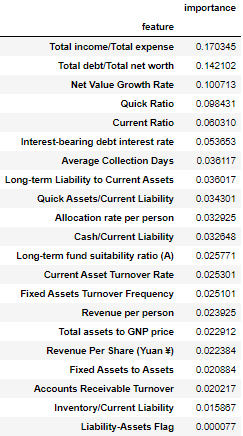 importance
feature
Total income/Total expense 0.170345
Total debt/Total net worth 0.142102
Net Value Growth Rate 0.100713
Quick Ratio 0.098431
Current Ratio 0.060310
Interest-bearing debt interest rate 0.053653
Average Collection Days 0.036117
Long-term Liability to Current Assets 0.036017
Quick Assets/Current Liability 0.034301
Allocation rate per person 0.032925
Cash/Current Liability 0.032648
Long-term fund suitability ratio (A) 0.025771
Current Asset Turnover Rate 0.025301
Fixed Assets Turnover Frequency 0.025101
Revenue per person 0.023925
Total assets to GNP price 0.022912
Revenue Per Share (Yuan ¥) 0.022384
Fixed Assets to Assets 0.020884
Accounts Receivable Turnover 0.020217
Inventory/Current Liability 0.015867
Liability-Assets Flag 0.000077